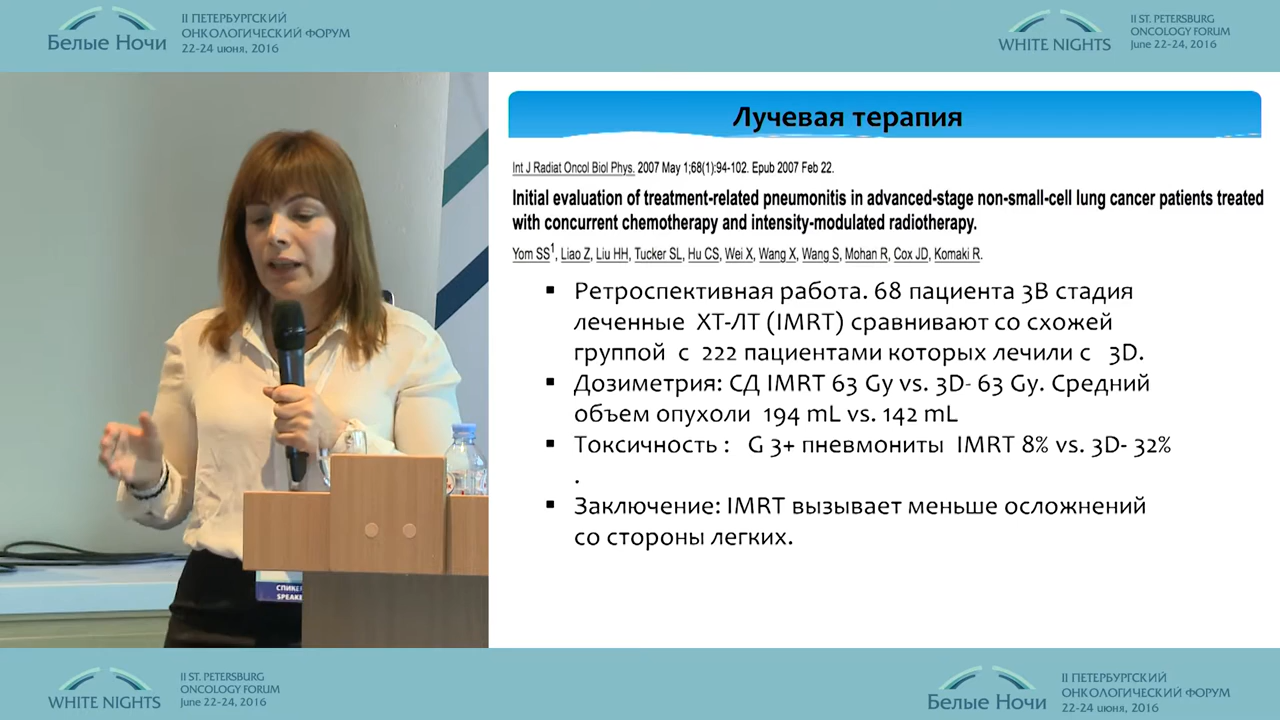 Белые Ночи
II ПЕТЕРБУРГСКИЙ
ОНКОЛОГИЧЕСКИЙ ФОРУМ
22-24 июня, 2016
WHITE NIGHTS
II ST. PETERSBURG
ONCOLOGY FORUM
June 22-24, 2016
Лучевая терапия
Int J Radiat Oncol Biol Phys. 2007 May 1;68(1):94-102. Epub 2007 Feb 22.
Initial evaluation of treatment-related pneumonitis in advanced-stage non-small-cell lung cancer patients treated
with concurrent chemotherapy and intensity-modulated radiotherapy.
Yom SS1, Liao Z, Liu HH, Tucker SL, Hu CS, Wei X, Wang X, Wang S, Mohan R, Cox JD, Komaki R.
▪ Ретроспективная работа. 68 пациента 3В стадия
леченные ХТ-ЛТ (IMRT) сравнивают со схожей
группой с 222 пациентами которых лечили с 3D.
▪ Дозиметрия: СД IMRT 63 Gy vs. 3D- 63 Gy. Средний
объем опухоли 194 mL vs. 142 mL
▪ Токсичность : G 3+ пневмониты IMRT 8% vs. 3D- 32%
.
▪ Заключение: IMRT вызывает меньше осложнений
со стороны легких.
WHITE NIGHTS
II ST. PETERSBURG
ONCOLOGY FORUM
June 22-24, 2016
Белые Ночи
II ПЕТЕРБУРГСКИЙ
ОНКОЛОГИЧЕСКИЙ ФОРУМ
22-24 июня, 2016